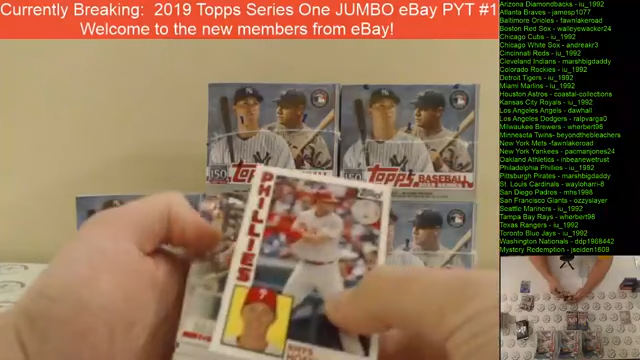 Currently Breaking:  2019 Topps Series One JUMBO eBay PYT #1
Welcome to the new members from eBay!
Arizona Diamondbacks - iu_1992
Atlanta Braves - jamesp1077
Baltimore Orioles - fawnlakeroad
Boston Red Sox - walleywacker24
Chicago Cubs - iu_1992
Chicago White Sox - andreakr3
Cincinnati Reds - iu_1992
Cleveland Indians - marshbigdaddy
Colorado Rockies - iu_1992
Detroit Tigers - iu_1992
Miami Marlins - iu_1992
Houston Astros - coastal-collections
Kansas City Royals - iu_1992
Los Angeles Angels - dawhall
Los Angeles Dodgers - ralpvarga0
Milwaukee Brewers - wherbert98
Minnesota Twins- beyondthebleachers
New York Mets -fawnlakeroad
New York Yankees - pacmanjones24
Oakland Athletics - inbeanewetrust
Philadelphia Phillies - iu_1992
Pittsburgh Pirates - marshbigdaddy
St. Louis Cardinals - wayloharri-8
San Diego Padres - mhs1998
San Francisco Giants - ozzyslayer
Seattle Mariners - iu_1992
Tampa Bay Rays - wherbert98
Texas Rangers - iu_1992
Toronto Blue Jays - iu_1992
Washington Nationals - ddp1968442
Mystery Redemption - jseiden1609
150
topps
150
topps
BASEBALL
PHILLIES